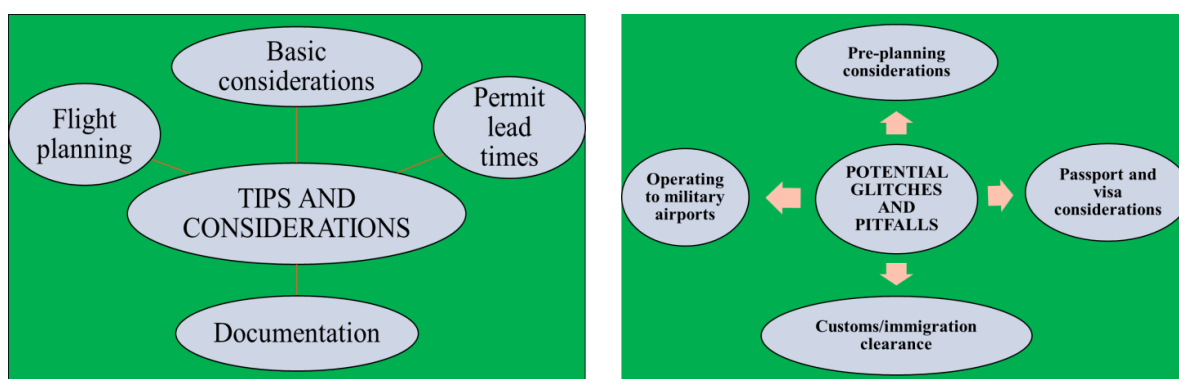 Basic
considerations
Flight
planning
Permit
lead
times
TIPS AND
CONSIDERATIONS
Documentation
Pre-planning
considerations
Operating
to military
airports
POTENTIAL
GLITCHES
AND
PITFALLS
Passport and
visa
considerations
Customs/immigration
clearance